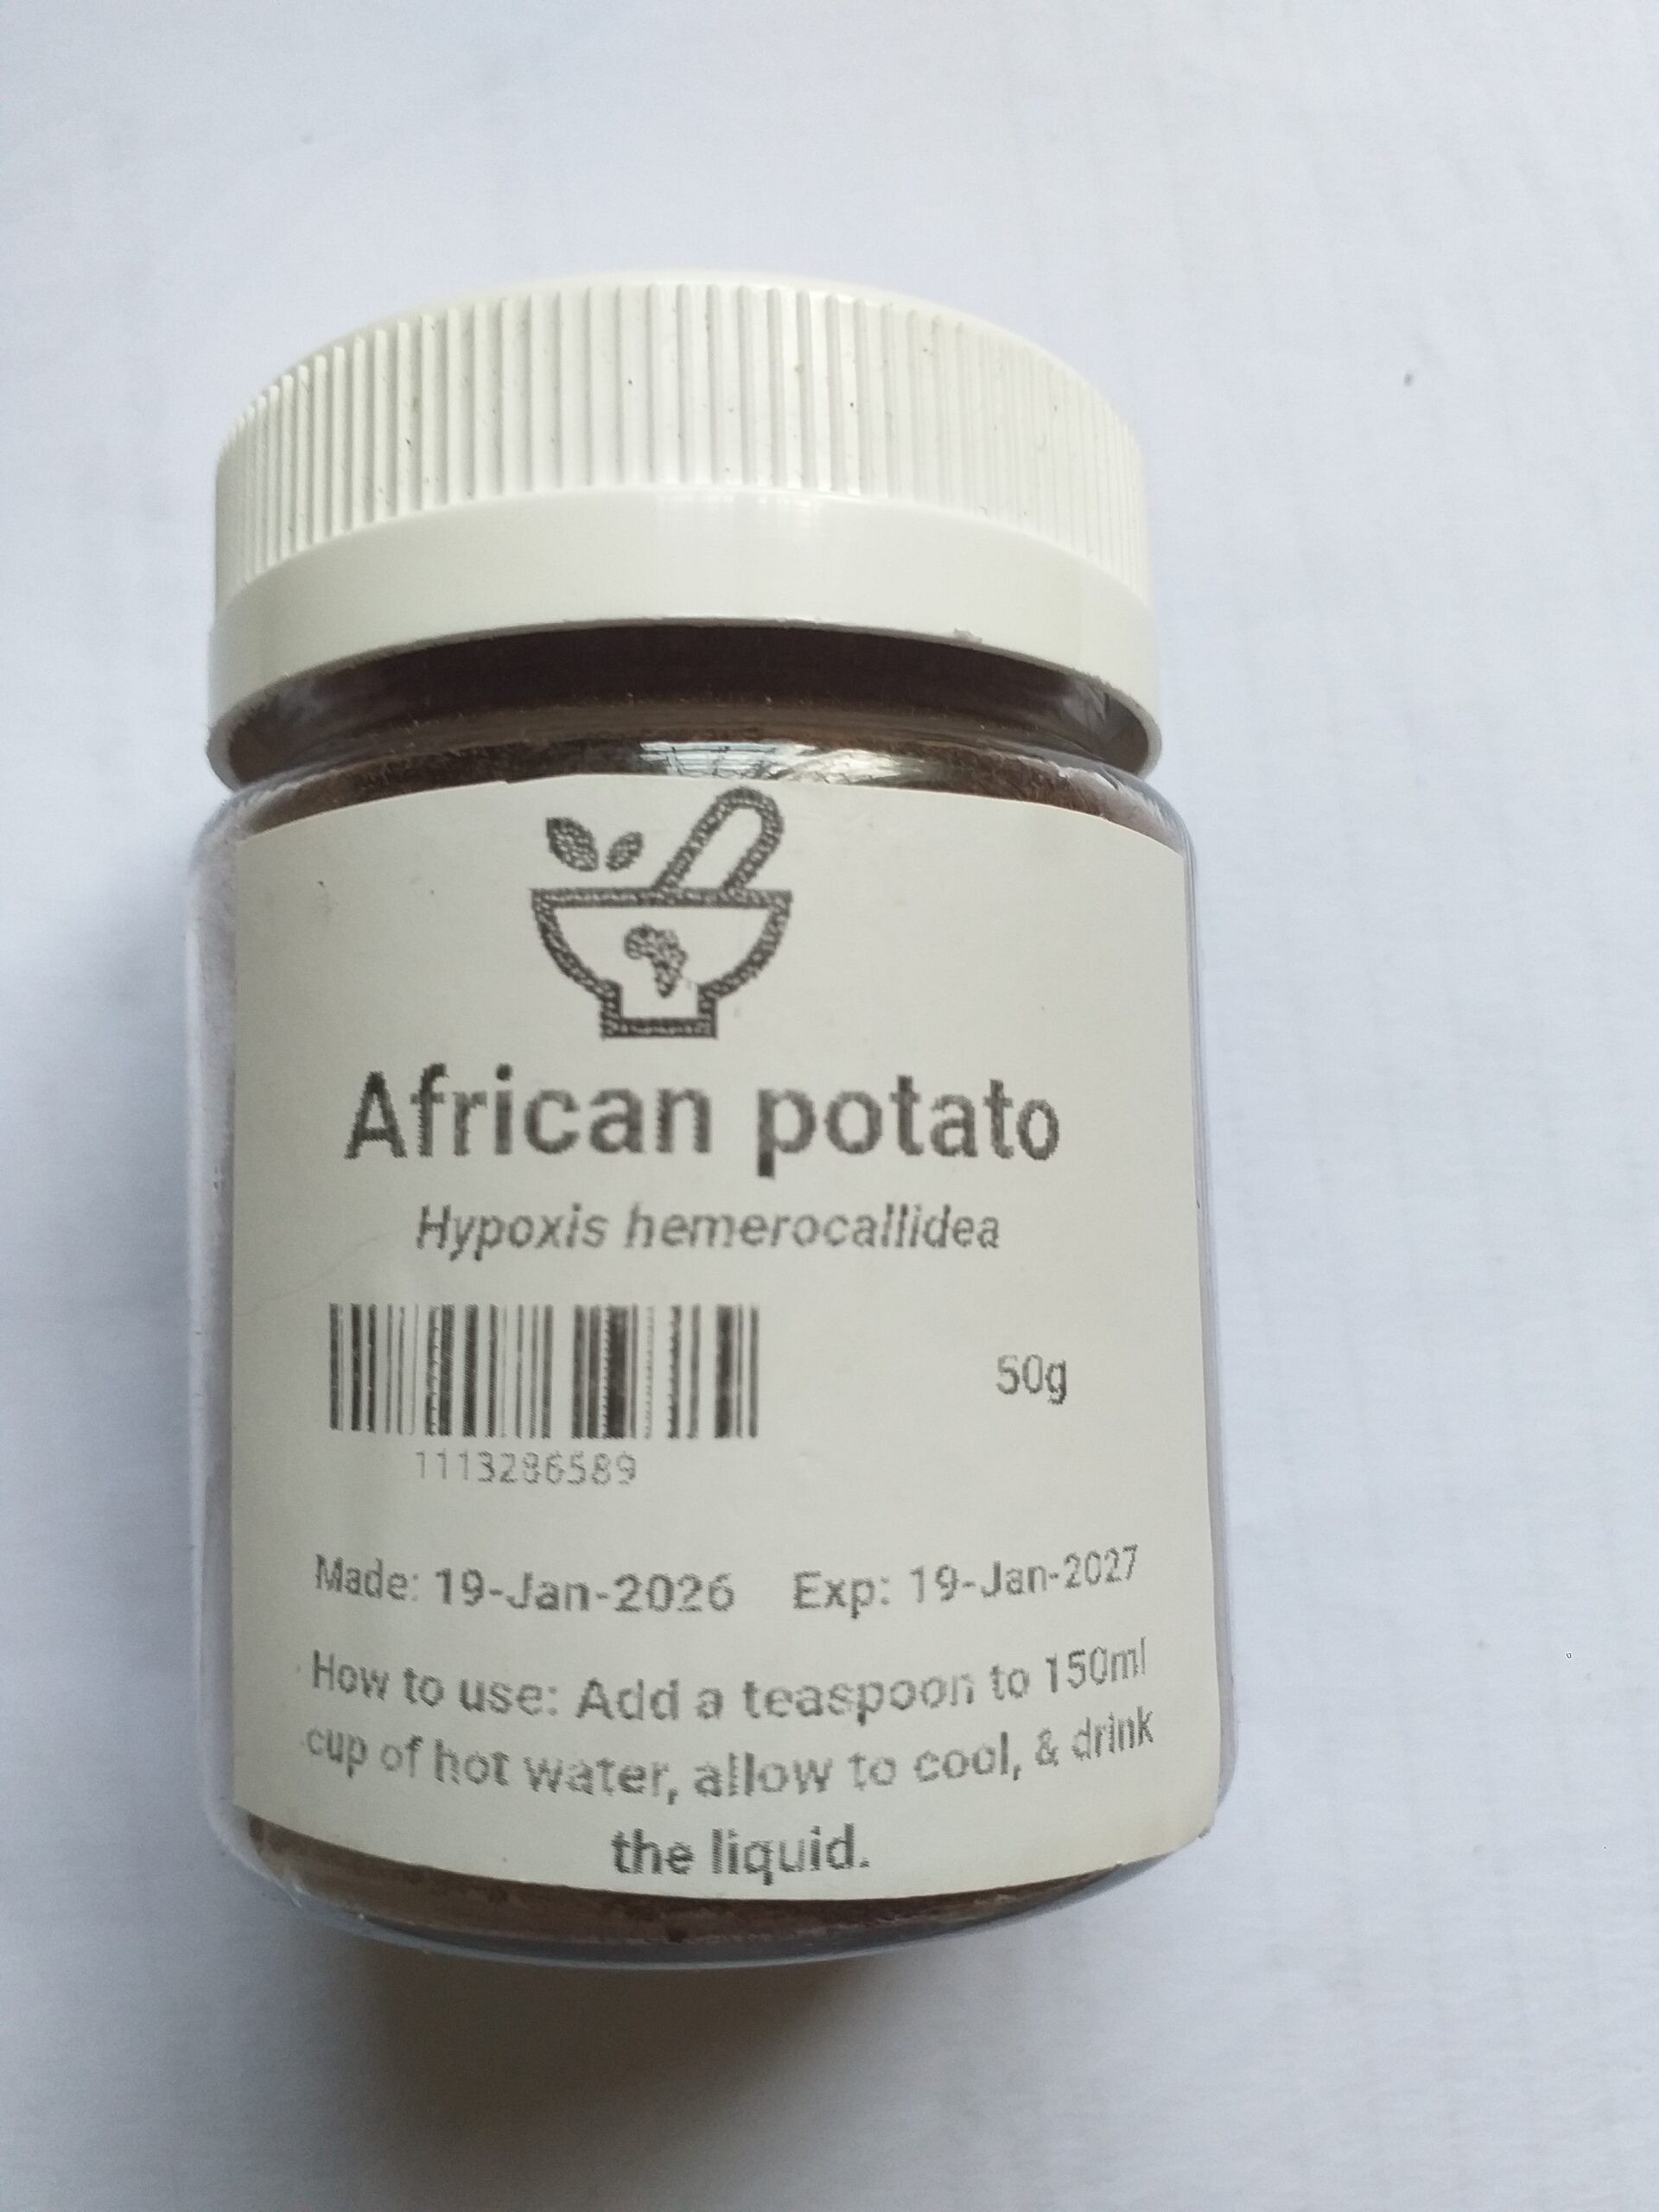 African potato
Hypoxis hemerocallidea
50g
1113286589
Made: 19-Jan-2026 Exp: 19-Jan-2027
How to use: Add a teaspoon to 150ml
cup of hot water, allow to cool, & drink
the liquid.